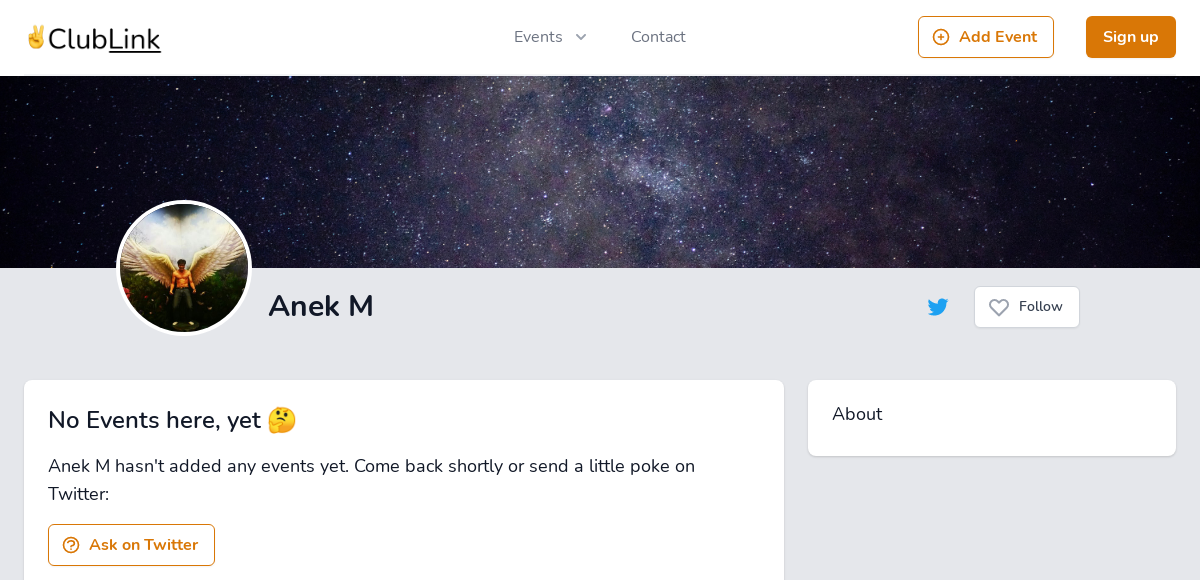 ✌️ClubLink
Events
Contact
Add Event
Sign up
Anek M
Follow
No Events here, yet 🤔
Anek M hasn't added any events yet. Come back shortly or send a little poke on
Twitter:
Ask on Twitter
About